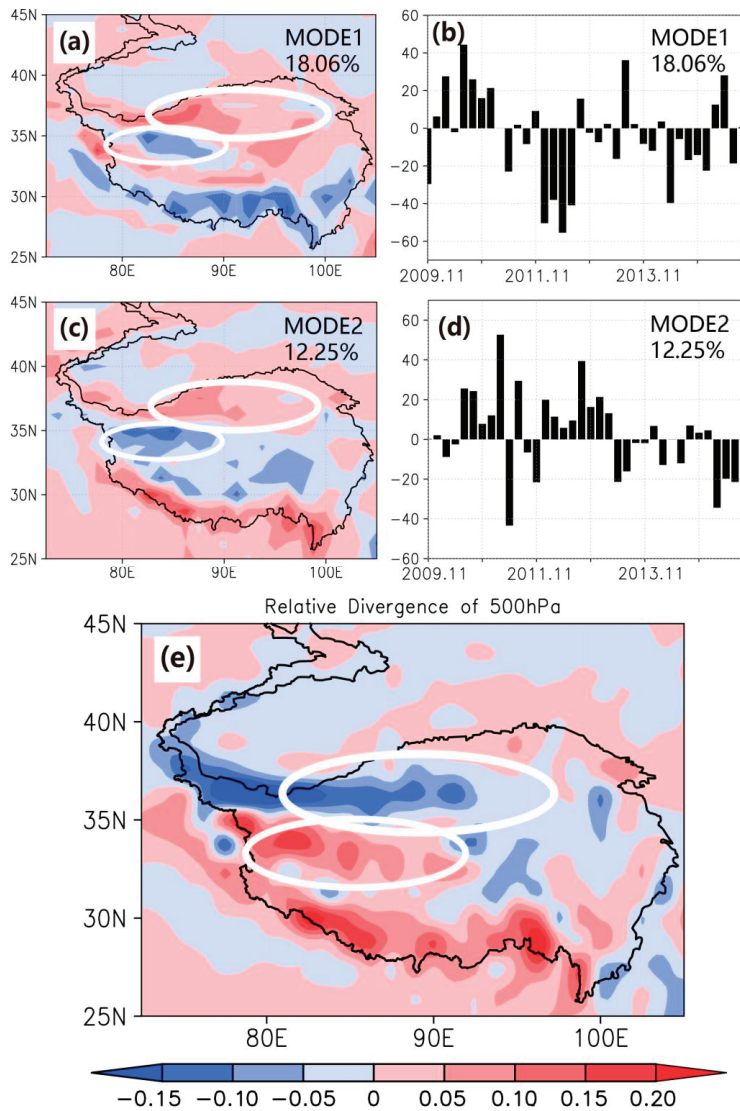 (a)
MODE1
18.06%
45N
40N
35N
30N
25N
80E 90E 100E
(b)
MODE1
18.06%
60
40
20
0
-20
-40
-60
2009.11 2011.11 2013.11
(c)
MODE2
12.25%
45N
40N
35N
30N
25N
80E 90E 100E
(d)
MODE2
12.25%
60
40
20
0
-20
-40
-60
2009.11 2011.11 2013.11
Relative Divergence of 500hPa
(e)
45N
40N
35N
30N
25N
80E 90E 100E
-0.15 -0.10 -0.05 0 0.05 0.10 0.15 0.20